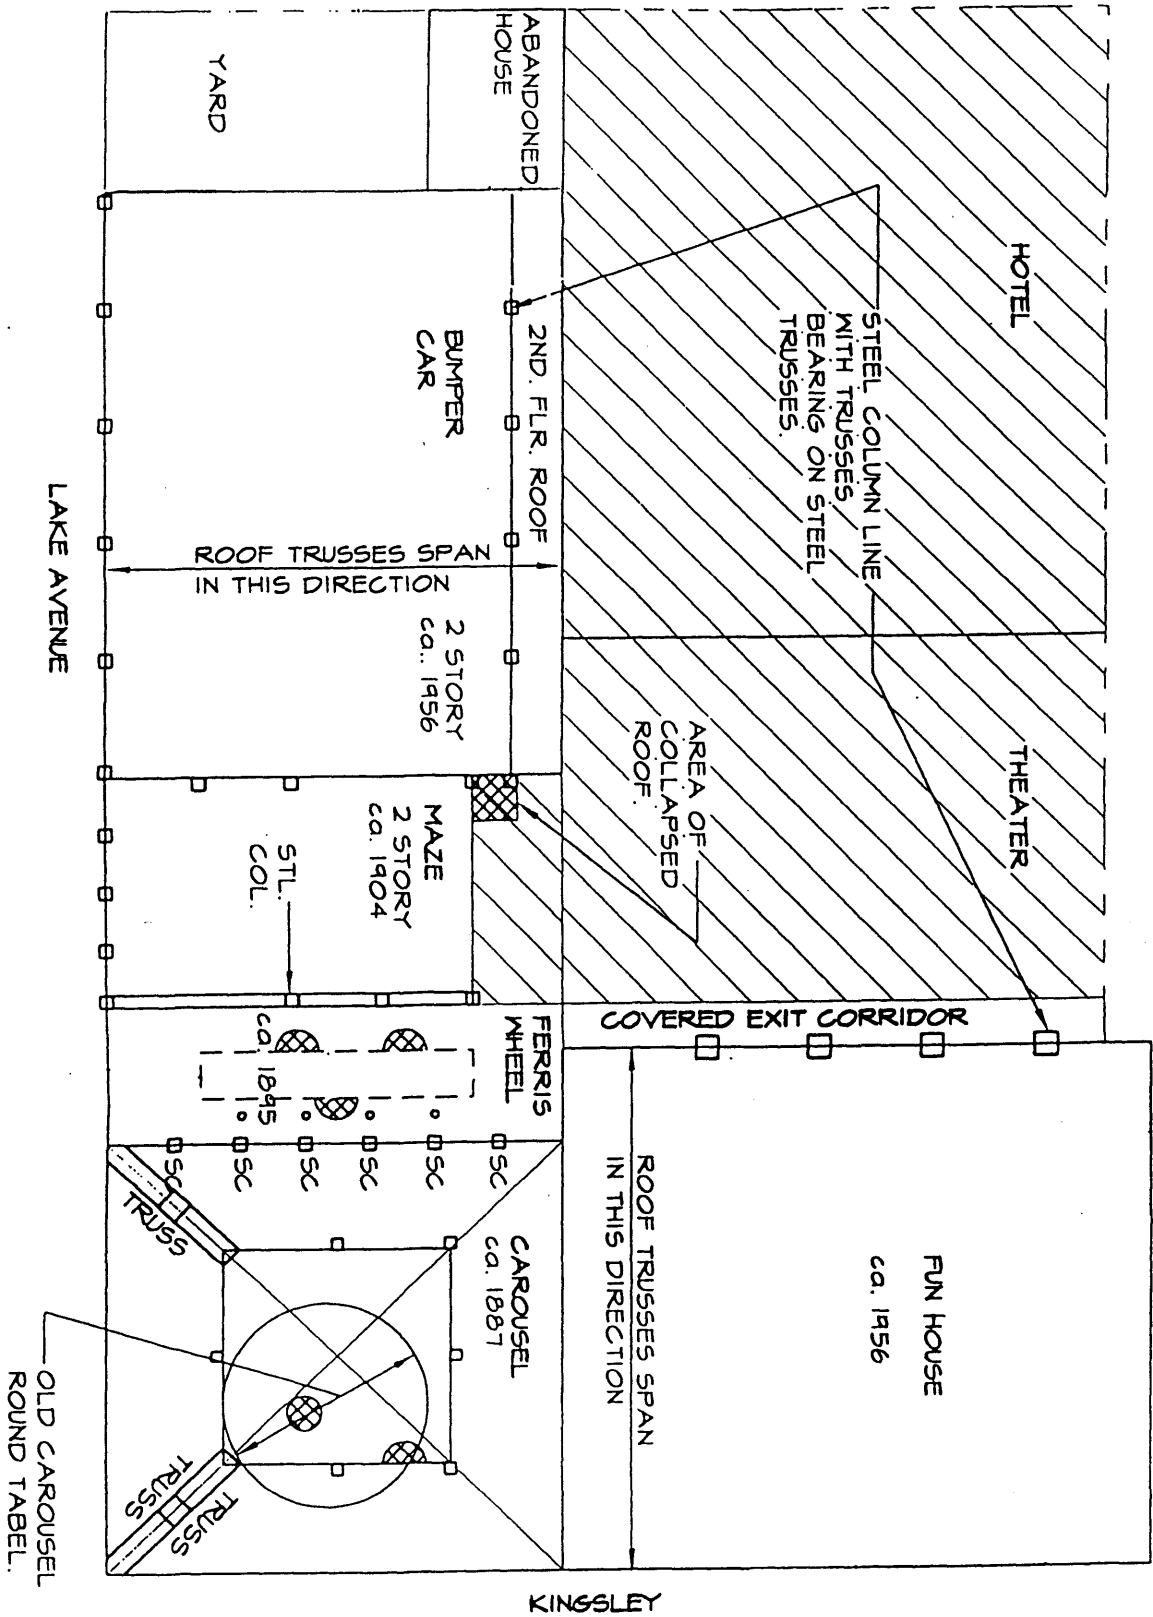 ABANDONED
HOUSE
YARD
HOTEL
STEEL COLUMN LINE
WITH TRUSSES
BEARING ON STEEL
TRUSSES.
2ND. FLR. ROOF
BUMPER
CAR
ROOF TRUSSES SPAN
IN THIS DIRECTION
2 STORY
ca.. 1956
LAKE AVENUE
THEATER
AREA OF
COLLAPSED
ROOF.
MAZE
2 STORY
ca. 1904
STL.
COL.
COVERED EXIT CORRIDOR
FERRIS
WHEEL
ca. 1895
SC
SC
SC
SC
SC
SC
TRUSS
CAROUSEL
ca. 1887
ROOF TRUSSES SPAN
IN THIS DIRECTION
FUN HOUSE
ca. 1956
TRUSS
TRUSS
OLD CAROUSEL
ROUND TABEL.
KINGSLEY